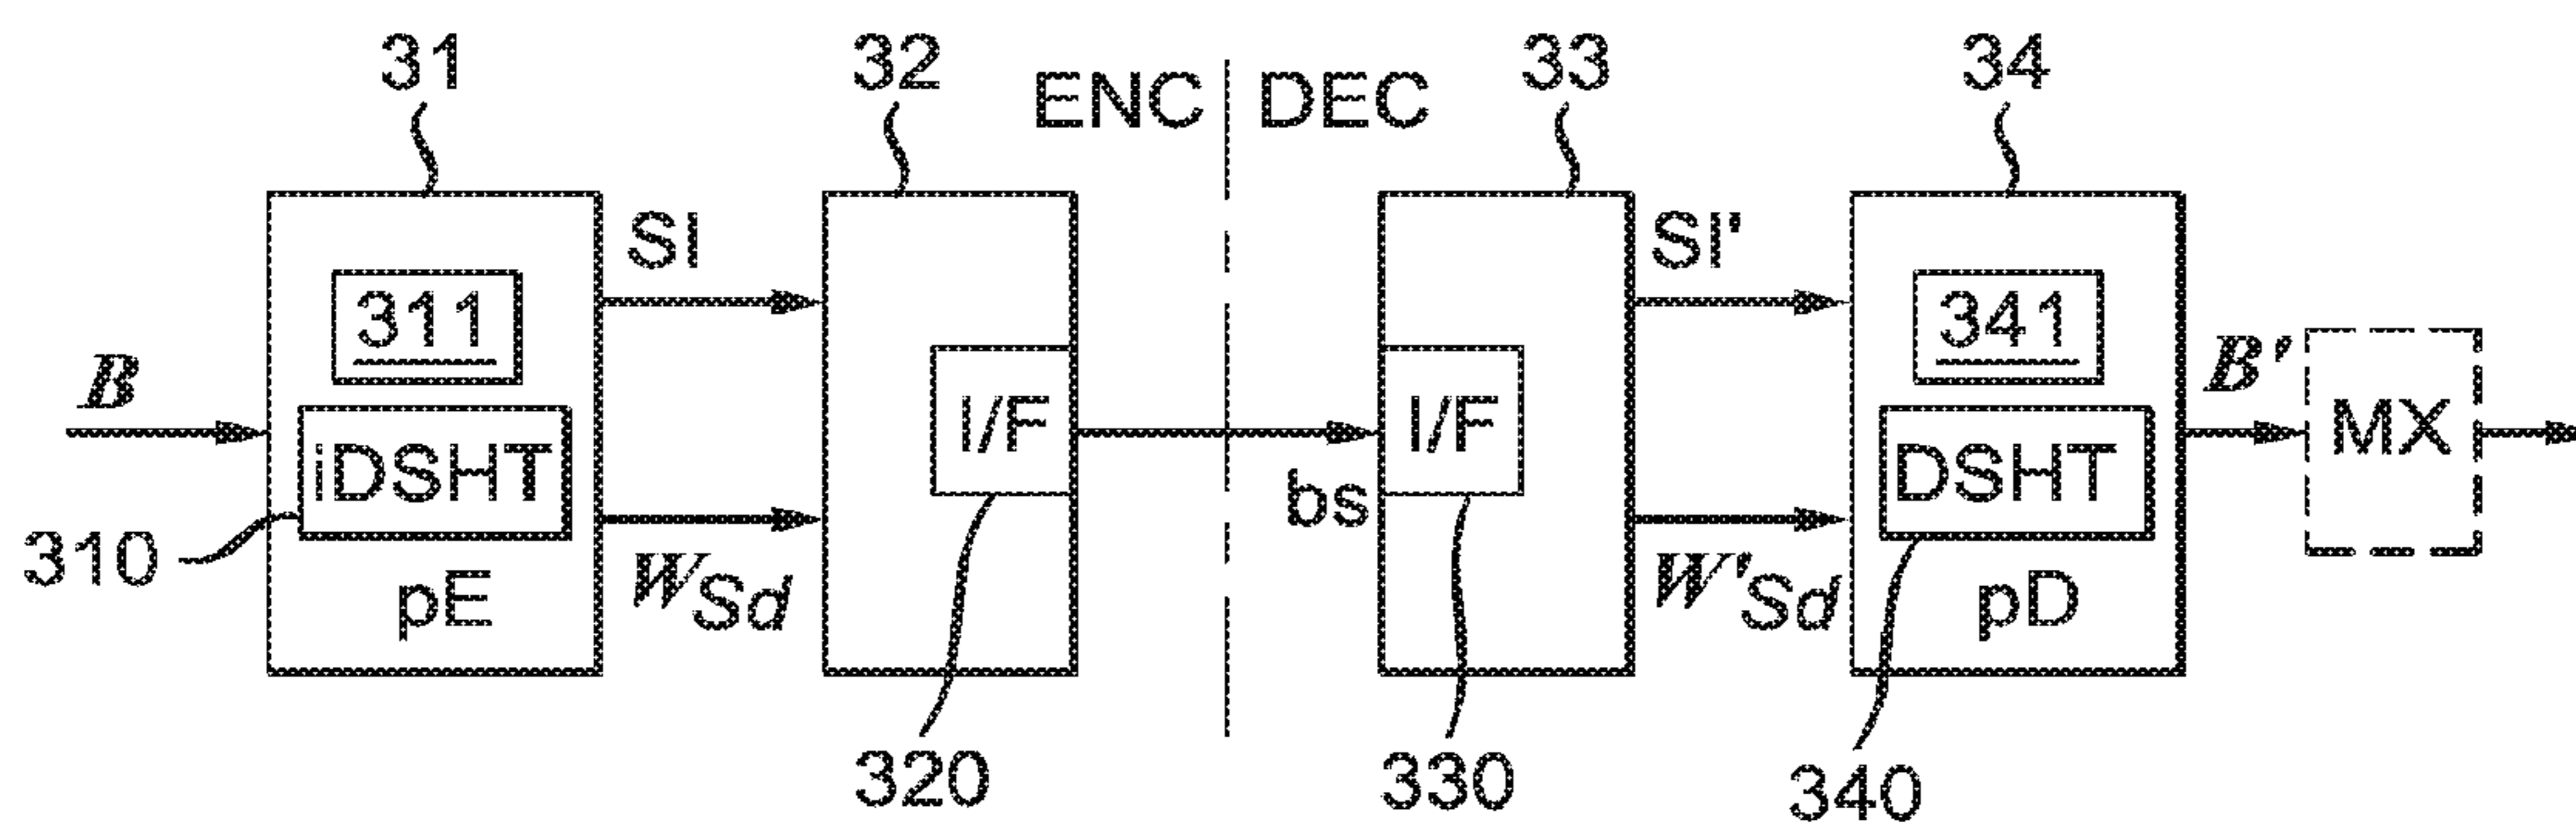 31
32
ENC
DEC
33
34
SI
SI'
311
341
B
I/F
I/F
B'
MX
iDSHT
DSHT
bs
310
pE
W_Sd
W'_Sd
pD
320
330
340